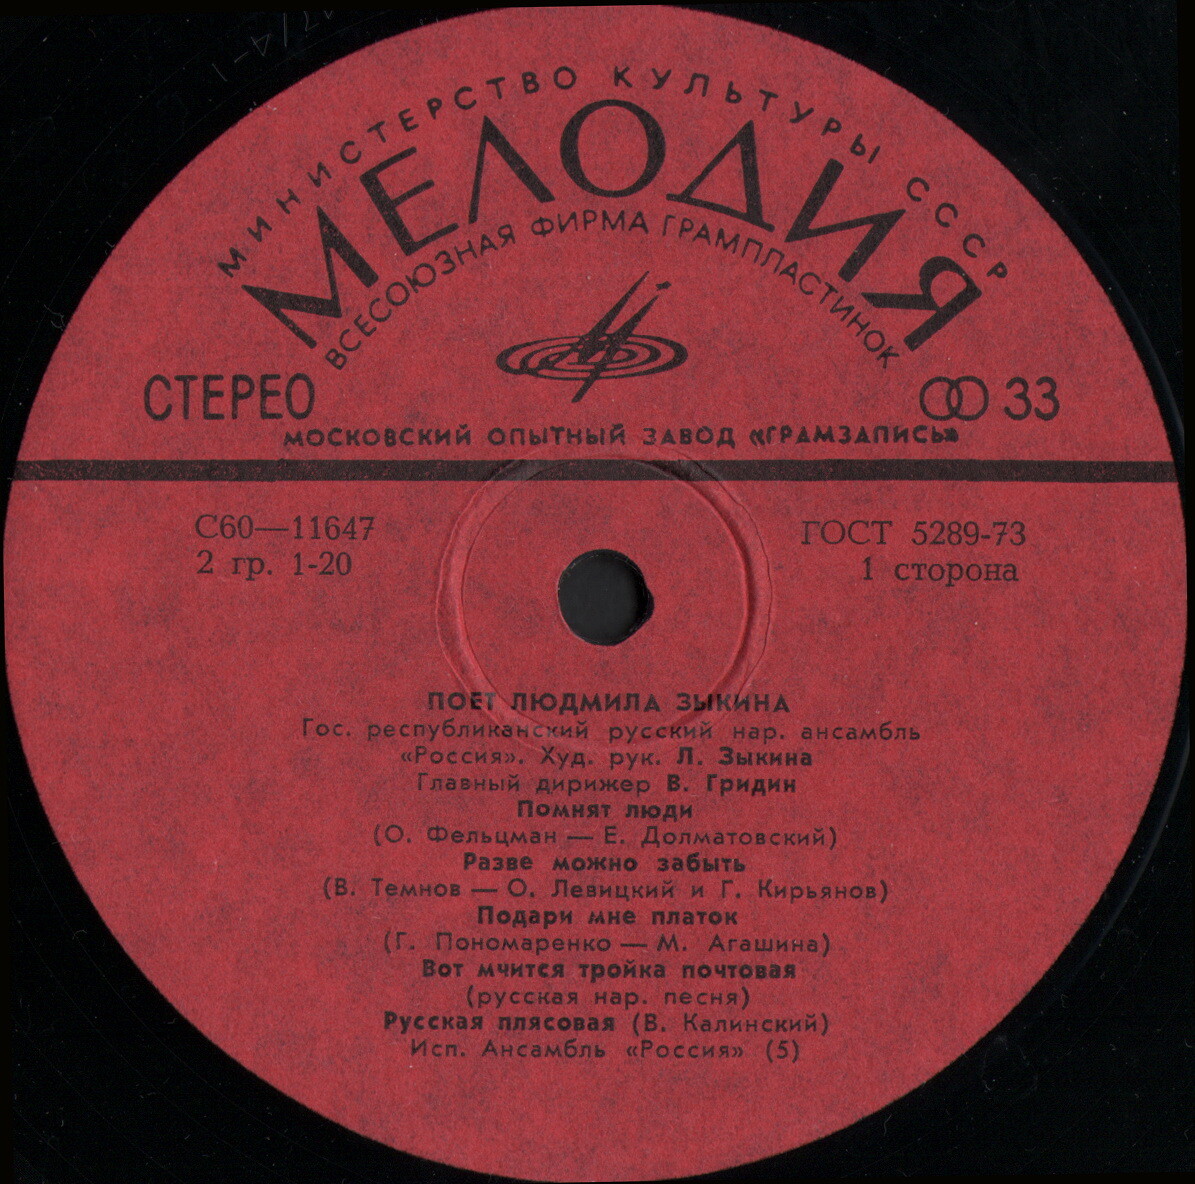 МИНИСТЕРСТВО КУЛЬТУРЫ СССР
МЕЛОДИЯ
ВСЕСОЮЗНАЯ ФИРМА ГРАМПЛАСТИНОК
СТЕРЕО
33
МОСКОВСКИЙ ОПЫТНЫЙ ЗАВОД «ГРАМЗАПИСЬ»
С60—11647
2 гр. 1-20
ГОСТ 5289-73
1 сторона
ПОЕТ ЛЮДМИЛА ЗЫКИНА
Гос. республиканский русский нар. ансамбль
«Россия». Худ. рук. Л. Зыкина
Главный дирижер В. Гридин
Помнят люди
(О. Фельцман — Е. Долматовский)
Разве можно забыть
(В. Темнов — О. Левицкий и Г. Кирьянов)
Подари мне платок
(Г. Пономаренко — М. Агашина)
Вот мчится тройка почтовая
(русская нар. песня)
Русская плясовая (В. Калинский)
Исп. Ансамбль «Россия» (5)